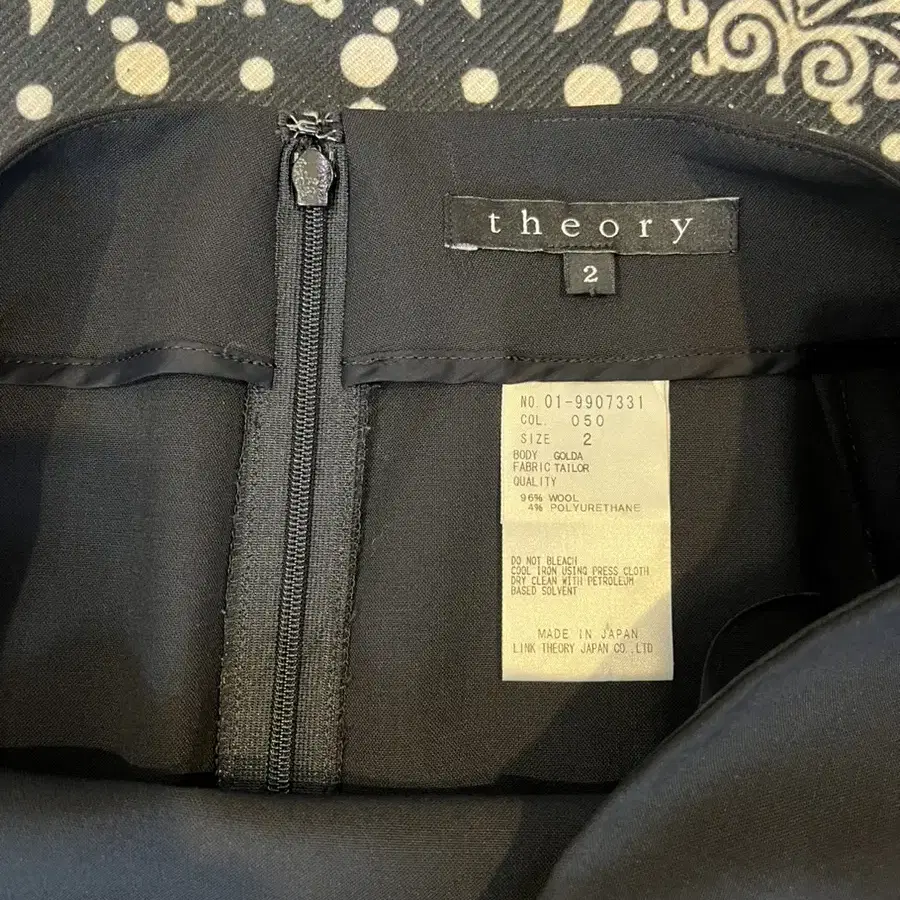 theory
2
NO. 01-9907331
COL. 050
SIZE 2
BODY GOLDA
FABRIC TAILOR
QUALITY
96% WOOL
4% POLYURETHANE
DO NOT BLEACH
COOL IRON USING PRESS CLOTH
DRY CLEAN WITH PETROLEUM
BASED SOLVENT
MADE IN JAPAN
LINK THEORY JAPAN CO.,LTD